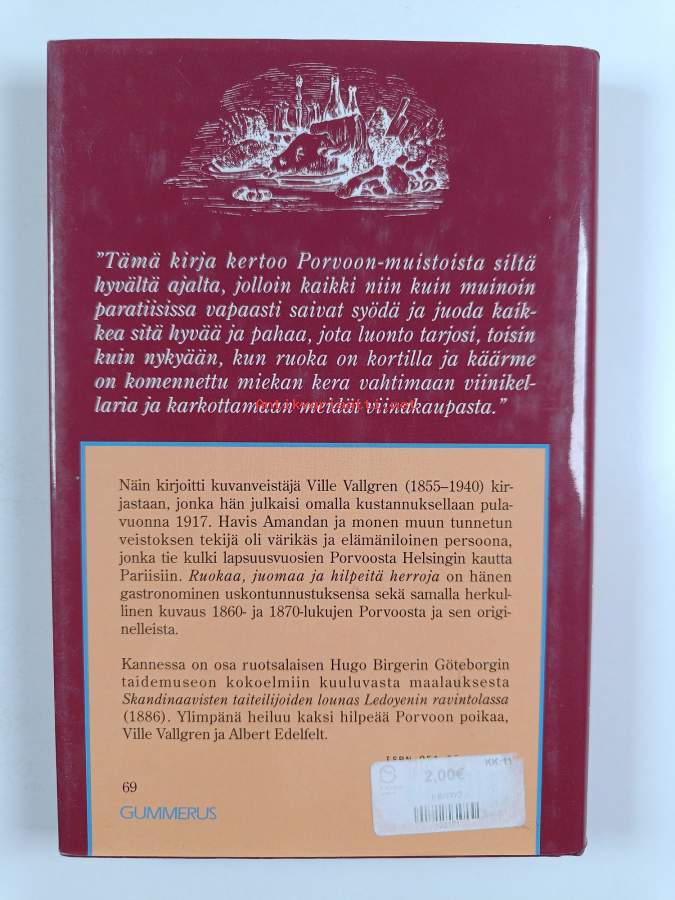 ”Tämä kirja kertoo Porvoon-muistoista siltä
hyvältä ajalta, jolloin kaikki niin kuin muinoin
paratiisissa vapaasti saivat syödä ja juoda kaik-
kea sitä hyvää ja pahaa, jota luonto tarjosi, toisin
kuin nykyään, kun ruoka on kortilla ja käärme
on komennettu miekan kera vahtimaan viinikel-
laria ja karkottamaan meidät viinakaupasta.”
Antikvariaatti.net
Näin kirjoitti kuvanveistäjä Ville Vallgren (1855–1940) kir-
jastaan, jonka hän julkaisi omalla kustannuksellaan pula-
vuonna 1917. Havis Amandan ja monen muun tunnetun
veistoksen tekijä oli värikäs ja elämäniloinen persoona,
jonka tie kulki lapsuusvuosien Porvoosta Helsingin kautta
Pariisiin. Ruokaa, juomaa ja hilpeitä herroja on hänen
gastronominen uskontunnustuksensa sekä samalla herkul-
linen kuvaus 1860- ja 1870-lukujen Porvoosta ja sen origi-
nelleista.
Kannessa on osa ruotsalaisen Hugo Birgerin Göteborgin
taidemuseon kokoelmiin kuuluvasta maalauksesta
Skandinaavisten taiteilijoiden lounas Ledoyenin ravintolassa
(1886). Ylimpänä heiluu kaksi hilpeää Porvoon poikaa,
Ville Vallgren ja Albert Edelfelt.
ISBN 951
KK-11
2,00€
69
GUMMERUS